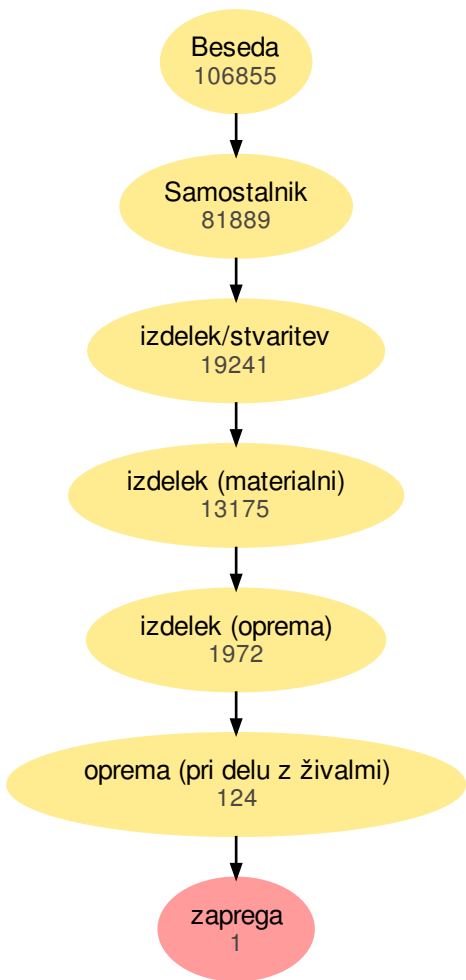 Beseda
106855
Samostalnik
81889
izdelek/stvaritev
19241
izdelek (materialni)
13175
izdelek (oprema)
1972
oprema (pri delu z živalmi)
124
zaprega
1